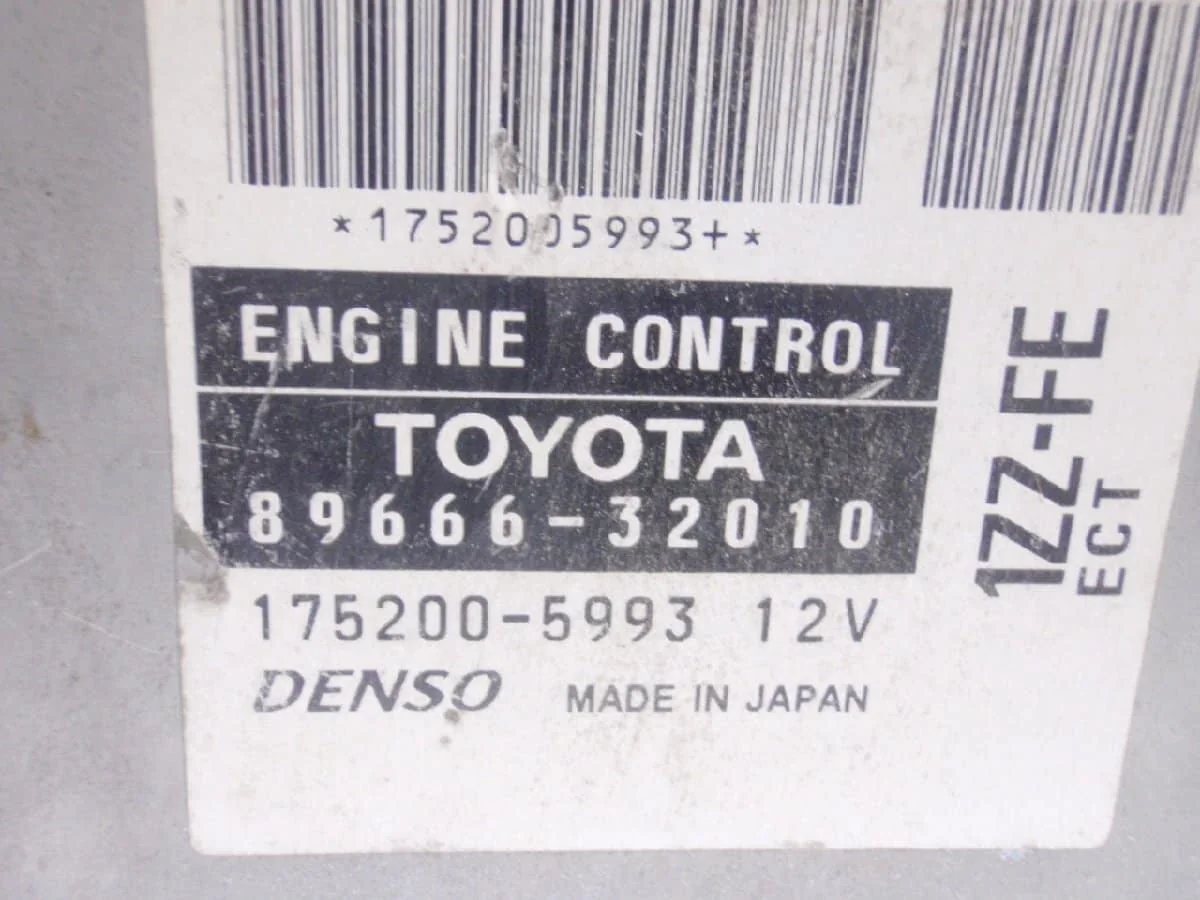 *1752005993+*
ENGINE CONTROL
TOYOTA
89666-32010
175200-5993 12V
DENSO MADE IN JAPAN
1ZZ-FE
ECT